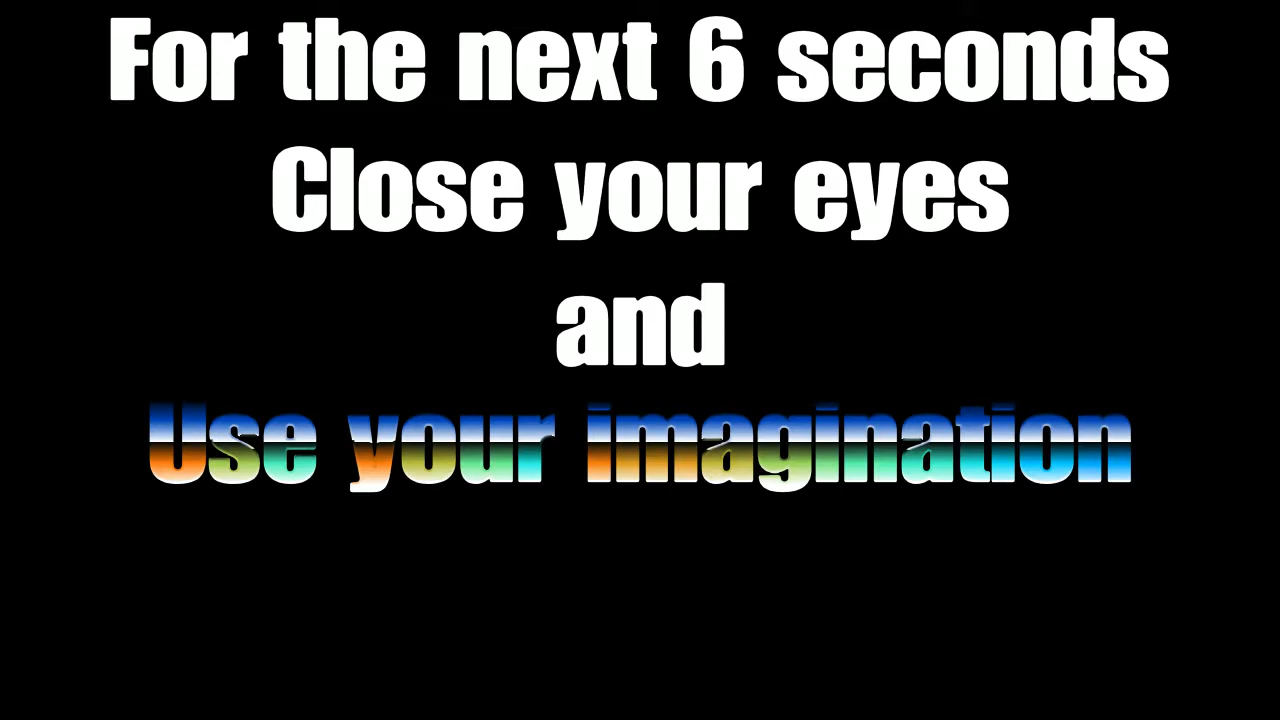 For the next 6 seconds
Close your eyes
and
Use your imagination